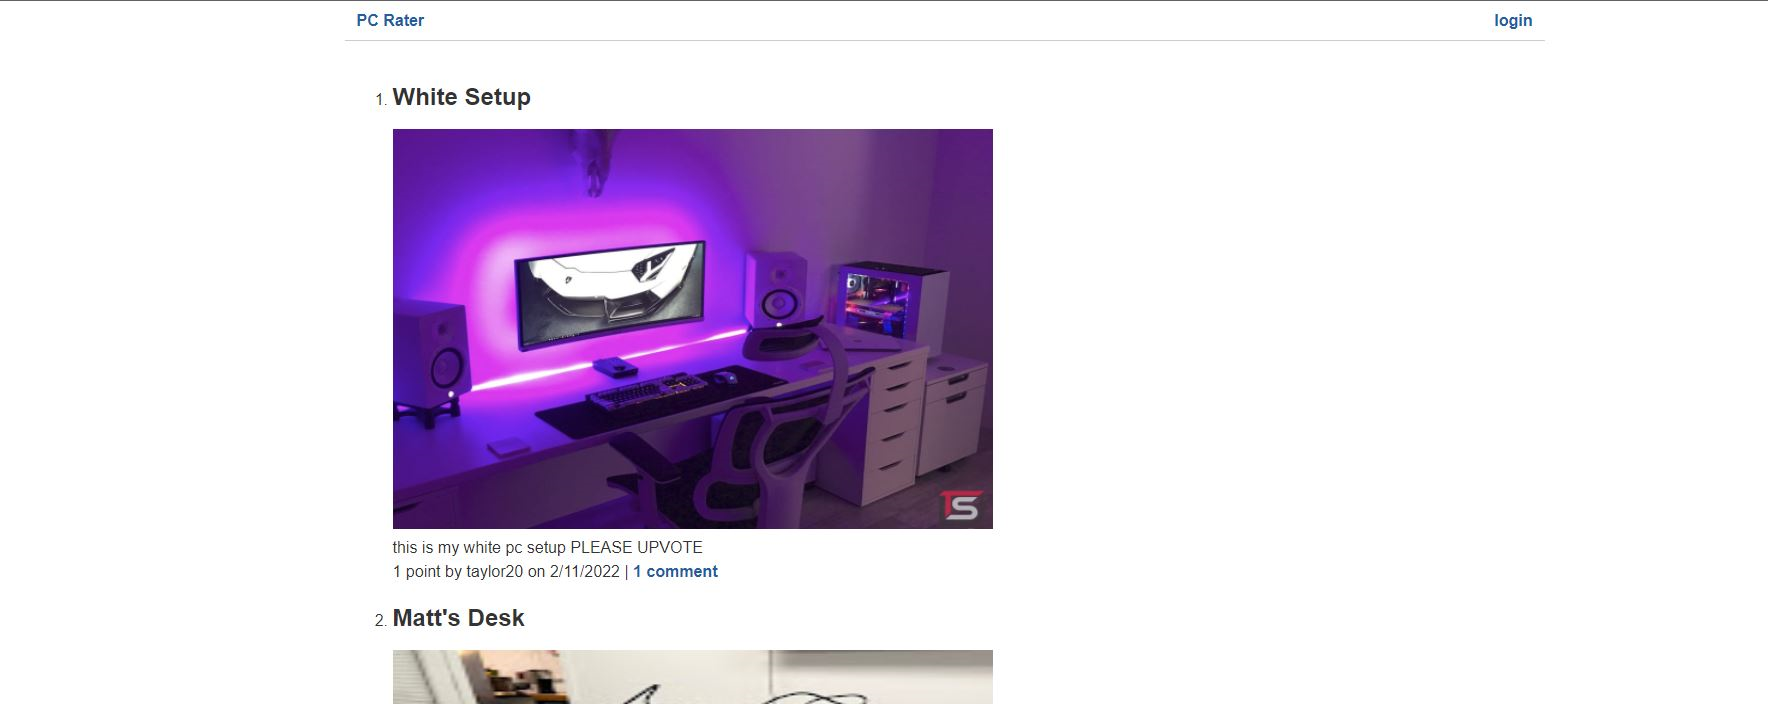 PC Rater
login
1. White Setup
TS
this is my white pc setup PLEASE UPVOTE
1 point by taylor20 on 2/11/2022 | 1 comment
2. Matt's Desk